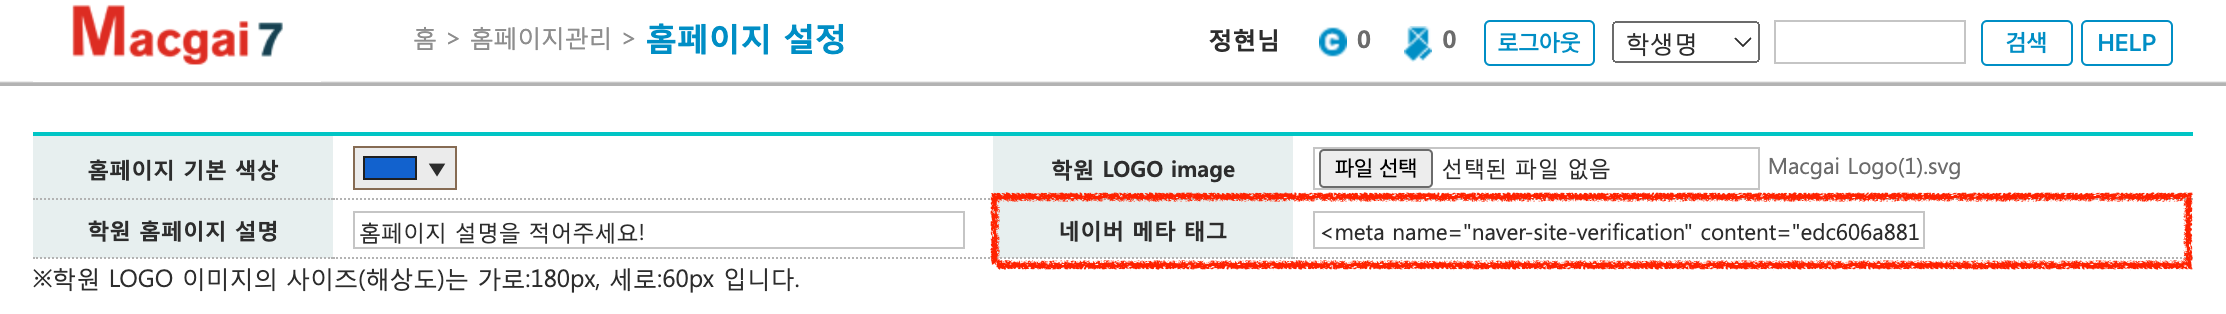 Macgai 7
홈 > 홈페이지관리 > 홈페이지 설정
정현님 C 0 0 로그아웃 학생명 검색 HELP
홈페이지 기본 색상 ▼ 학원 LOGO image 파일 선택 선택된 파일 없음 Macgai Logo(1).svg
학원 홈페이지 설명 홈페이지 설명을 적어주세요! 네이버 메타 태그 <meta name="naver-site-verification" content="edc606a881
※학원 LOGO 이미지의 사이즈(해상도)는 가로:180px, 세로:60px 입니다.